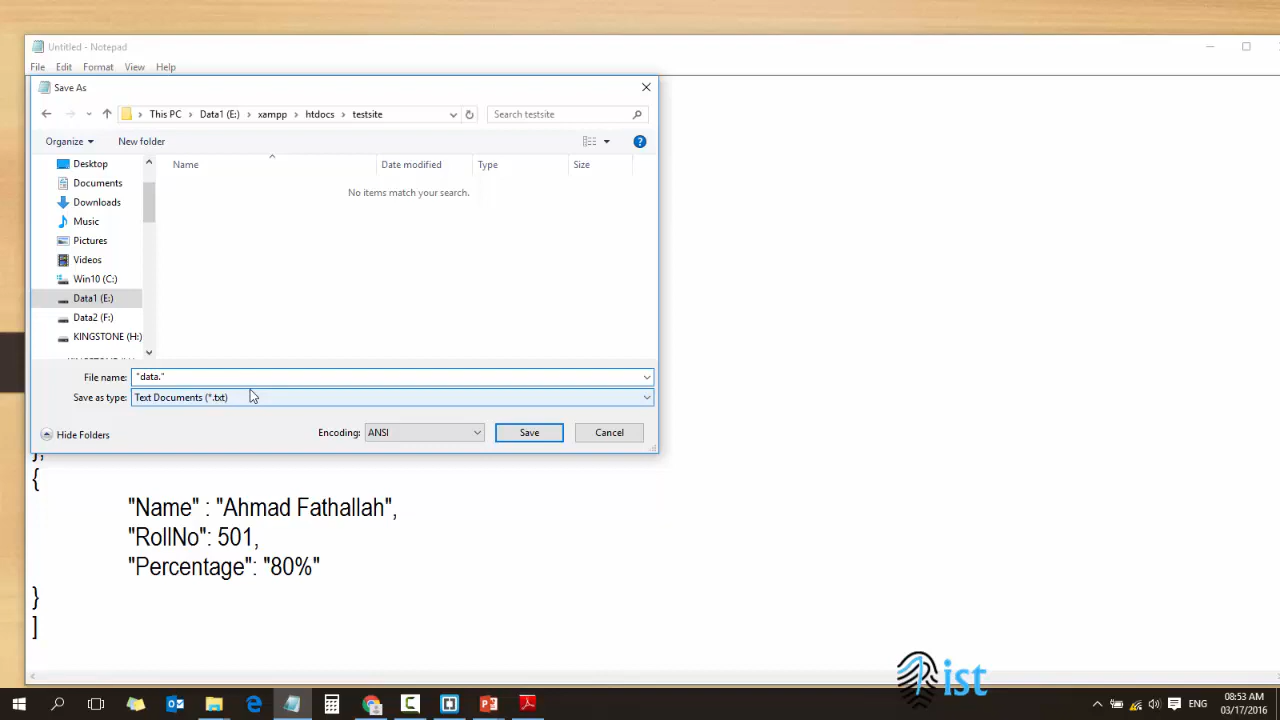 Untitled - Notepad
File Edit Format View Help
Save As
This PC Data1 (E:) xampp htdocs testsite
Search testsite
Organize New folder
Desktop
Documents
Downloads
Music
Pictures
Videos
Win10 (C:)
Data1 (E:)
Data2 (F:)
KINGSTONE (H:)
Name Date modified Type Size
No items match your search.
File name: "data."
Save as type: Text Documents (*.txt)
Hide Folders
Encoding: ANSI
Save Cancel
},
{
"Name" : "Ahmad Fathallah",
"RollNo": 501,
"Percentage": "80%"
}
]
ist
ENG
08:53 AM
03/17/2016